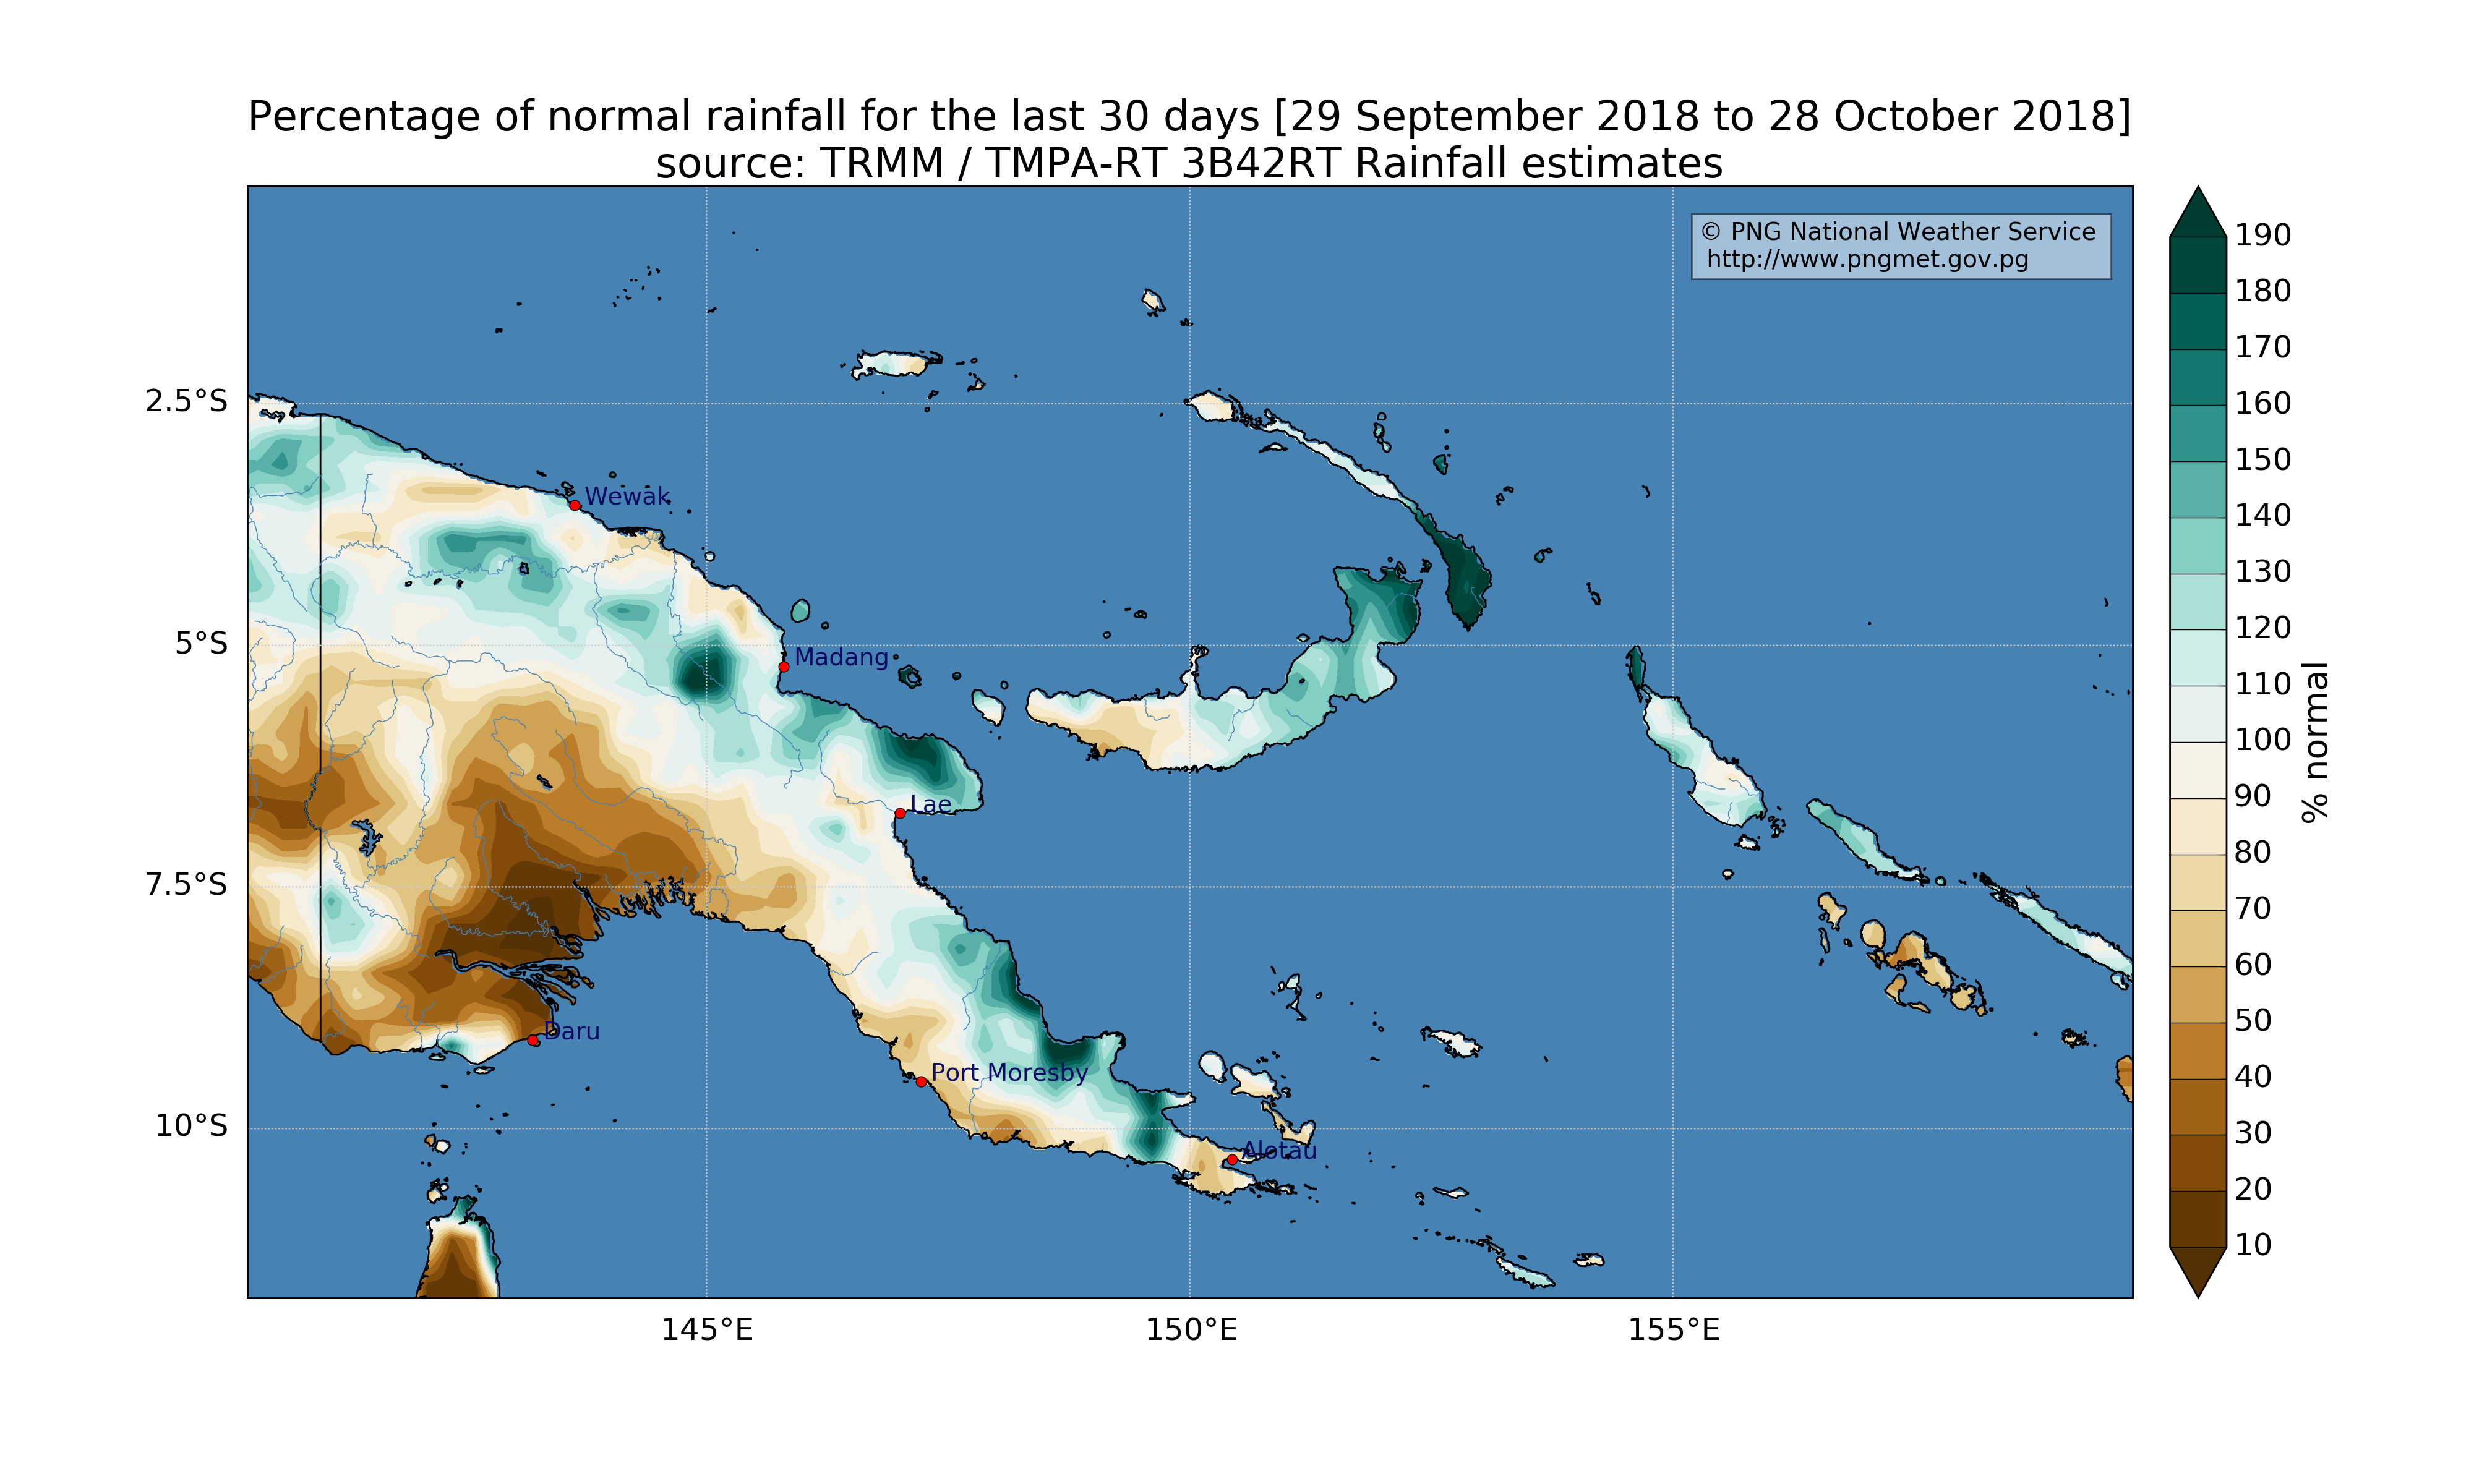 Percentage of normal rainfall for the last 30 days [29 September 2018 to 28 October 2018]
source: TRMM / TMPA-RT 3B42RT Rainfall estimates
© PNG National Weather Service
http://www.pngmet.gov.pg
2.5°S
5°S
7.5°S
10°S
Wewak
Madang
Lae
Daru
Port Moresby
Alotau
145°E
150°E
155°E
190
180
170
160
150
140
130
120
110
100
90
80
70
60
50
40
30
20
10
% normal